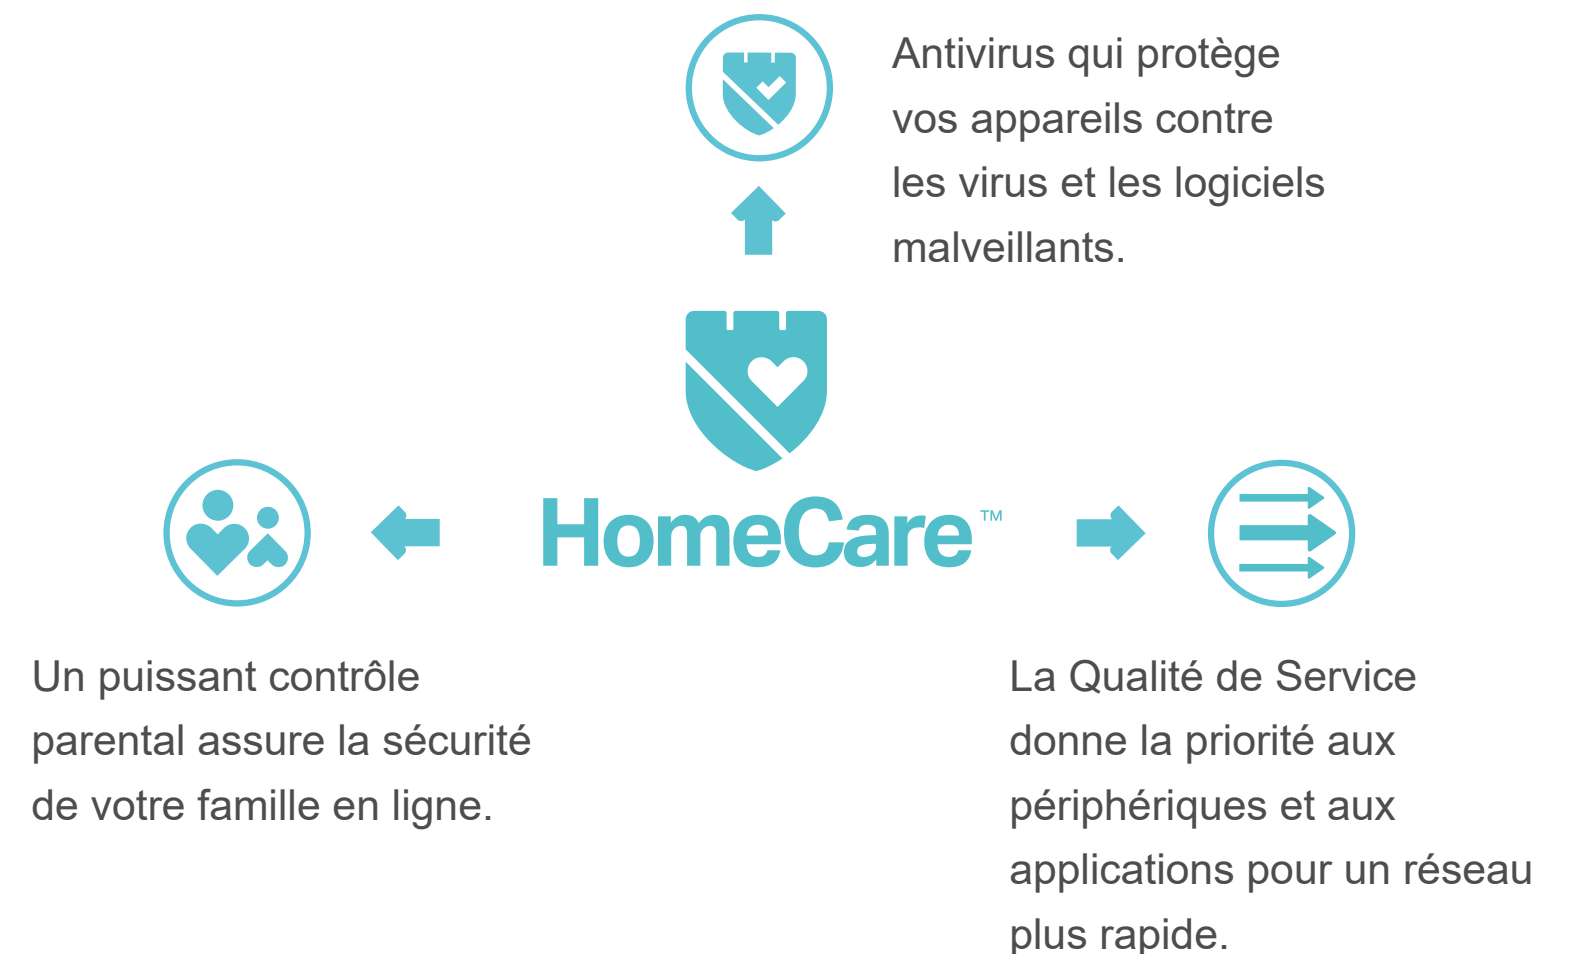 Antivirus qui protège
vos appareils contre
les virus et les logiciels
malveillants.
HomeCare™
Un puissant contrôle
parental assure la sécurité
de votre famille en ligne.
La Qualité de Service
donne la priorité aux
périphériques et aux
applications pour un réseau
plus rapide.